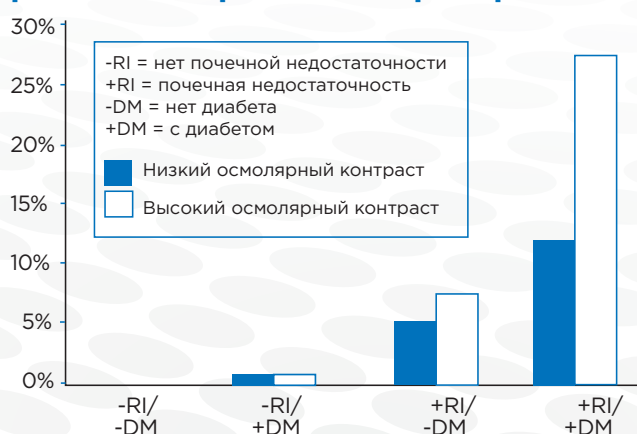 30%
25%
20%
15%
10%
5%
0%
-RI = нет почечной недостаточности
+RI = почечная недостаточность
-DM = нет диабета
+DM = с диабетом
Низкий осмолярный контраст
Высокий осмолярный контраст
-RI/
-DM
-RI/
+DM
+RI/
-DM
+RI/
+DM